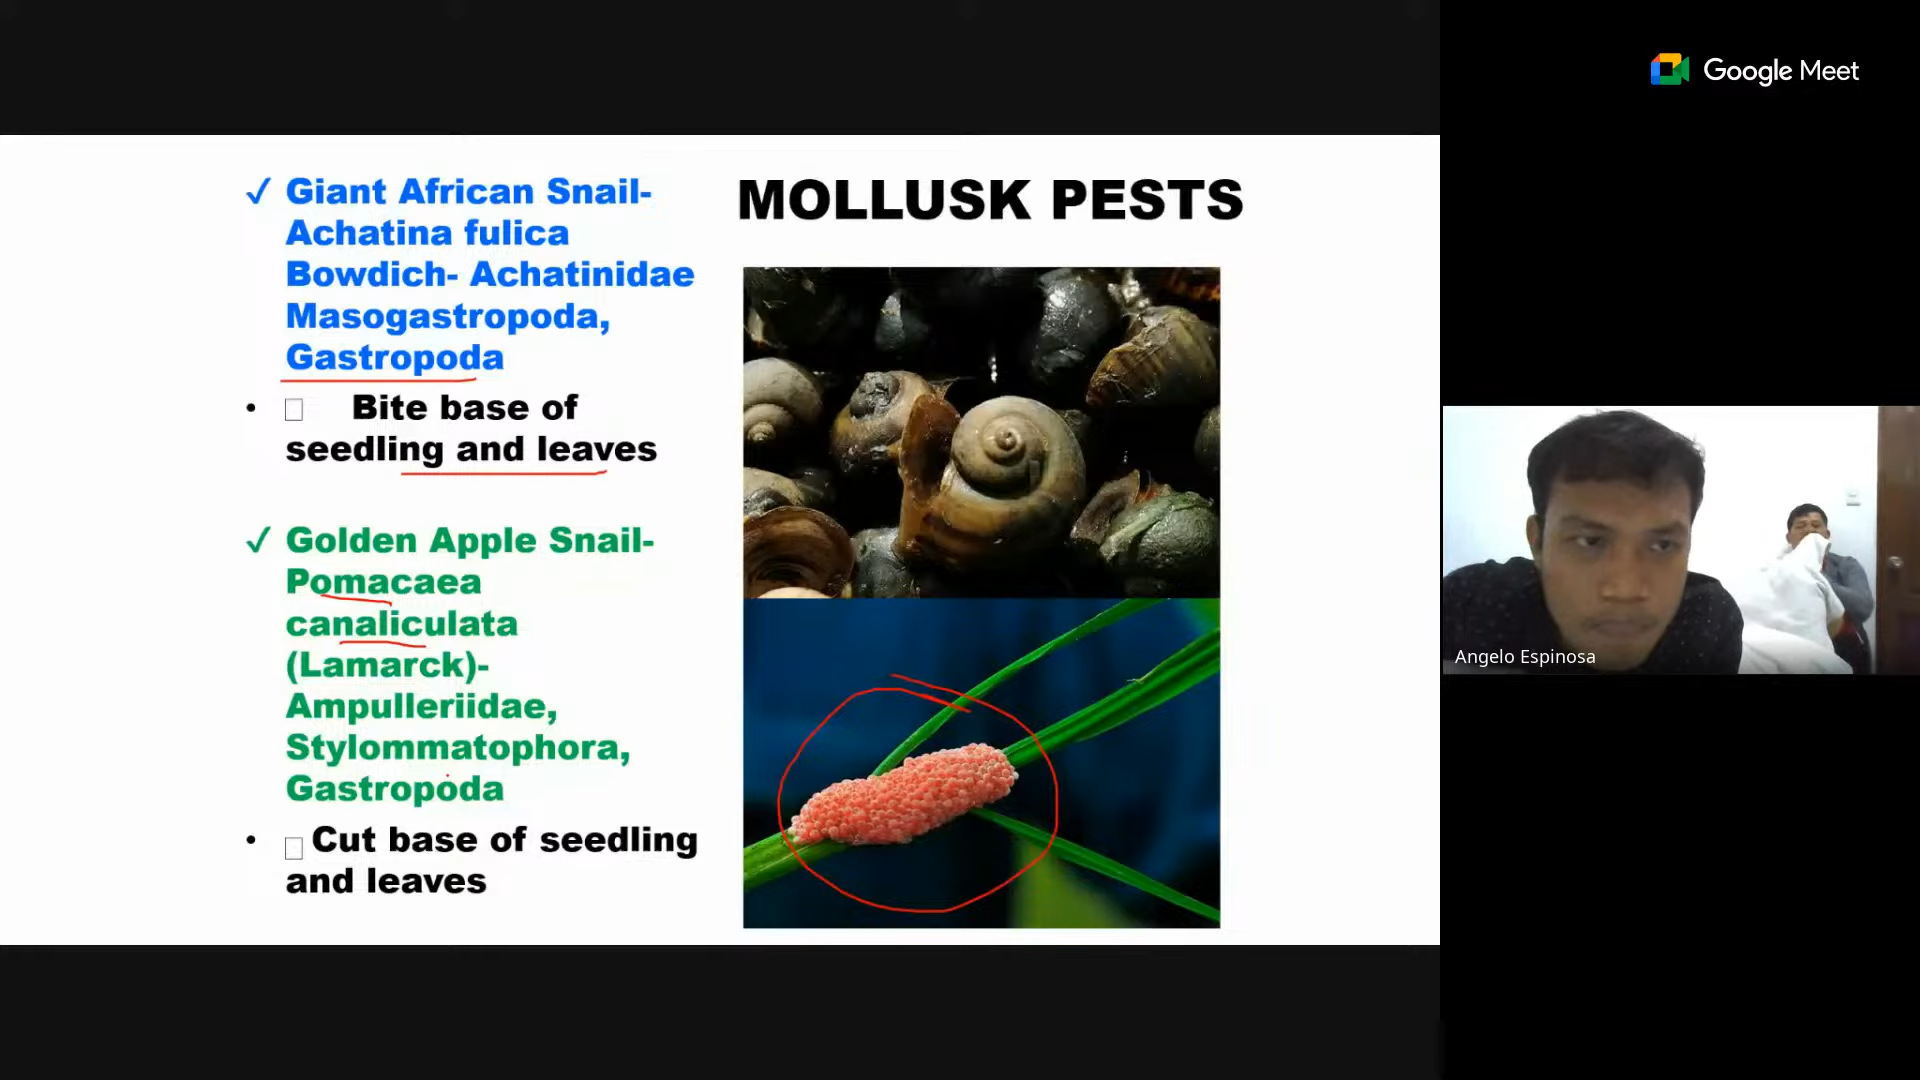 Google Meet
✓ Giant African Snail-
Achatina fulica
Bowdich- Achatinidae
Masogastropoda,
Gastropoda
• □ Bite base of
seedling and leaves
✓ Golden Apple Snail-
Pomacaea
canaliculata
(Lamarck)-
Ampulleriidae,
Stylommatophora,
Gastropoda
• □ Cut base of seedling
and leaves
MOLLUSK PESTS
Angelo Espinosa